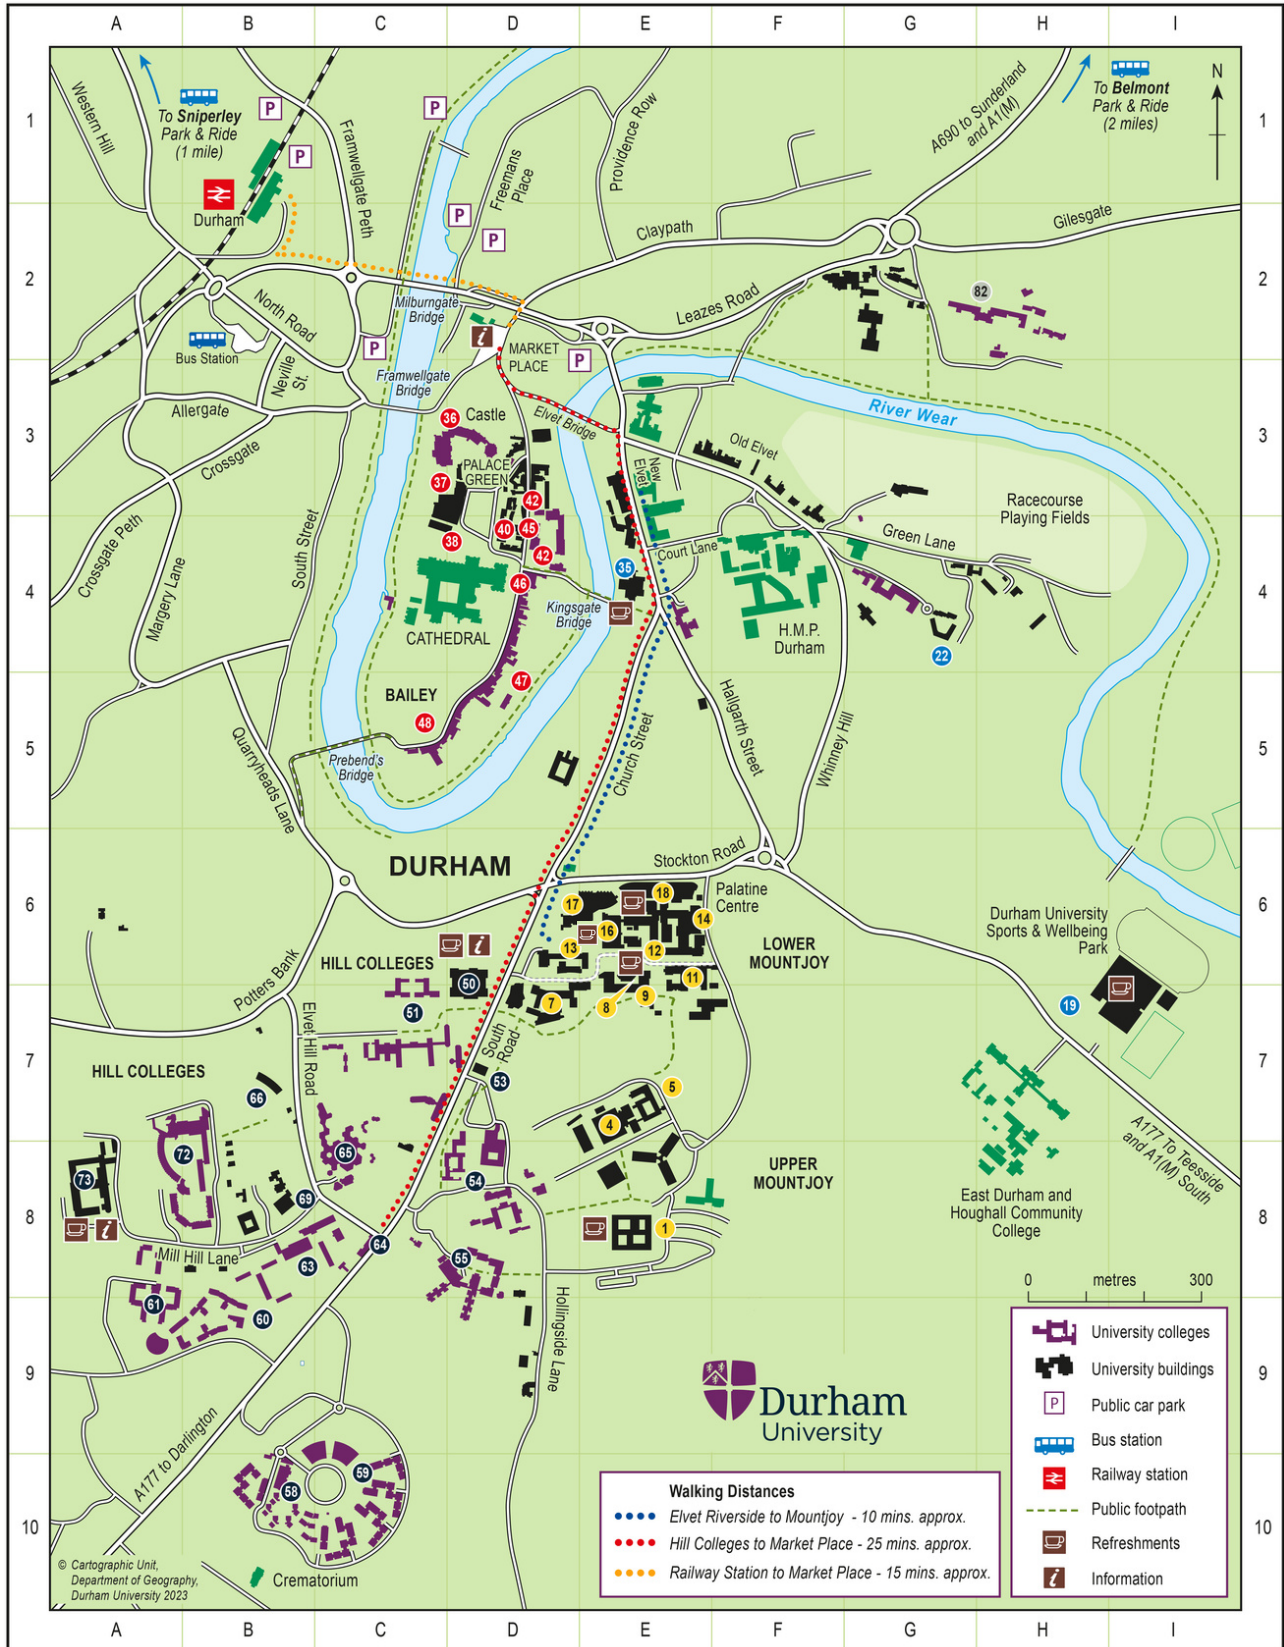 A B C D E F G H I
1
2
3
4
5
6
7
8
9
10
1
2
3
4
5
6
7
8
9
10
A B C D E F G H I
To Sniperley
Park & Ride
(1 mile)
Western Hill
P
P
P
Framwellgate Peth
Freemans
Place
Providence Row
A690 to Sunderland
and A1(M)
To Belmont
Park & Ride
(2 miles)
N
Durham
P
P
Claypath
Gilesgate
North Road
Bus Station
Neville
St.
Milburngate
Bridge
P
i
MARKET
PLACE
P
Leazes Road
82
Framwellgate
Bridge
Allergate
Crossgate
36
Castle
Elvet Bridge
River Wear
37
PALACE
GREEN
New
Elvet
Old Elvet
Racecourse
Playing Fields
42
40
45
38
42
Court Lane
Green Lane
Crossgate Peth
South Street
Margery Lane
46
35
Kingsgate
Bridge
CATHEDRAL
H.M.P.
Durham
22
47
BAILEY
48
Hallgarth Street
Whinney Hill
Church Street
Quarryheads Lane
Prebend's
Bridge
DURHAM
Stockton Road
Palatine
Centre
17
18
14
16
13
12
11
LOWER
MOUNTJOY
Durham University
Sports & Wellbeing
Park
19
HILL COLLEGES
i
50
51
7
8
9
Potters Bank
Elvet Hill Road
South
Road
53
HILL COLLEGES
66
5
4
65
72
73
69
54
UPPER
MOUNTJOY
A177 To Teesside
and A1(M) South
East Durham and
Houghall Community
College
i
Mill Hill Lane
64
63
55
1
61
60
Hollingside Lane
0 metres 300
Durham
University
A177 to Darlington
59
58
Crematorium
© Cartographic Unit,
Department of Geography,
Durham University 2023
Walking Distances
Elvet Riverside to Mountjoy - 10 mins. approx.
Hill Colleges to Market Place - 25 mins. approx.
Railway Station to Market Place - 15 mins. approx.
University colleges
University buildings
P Public car park
Bus station
Railway station
Public footpath
Refreshments
i Information